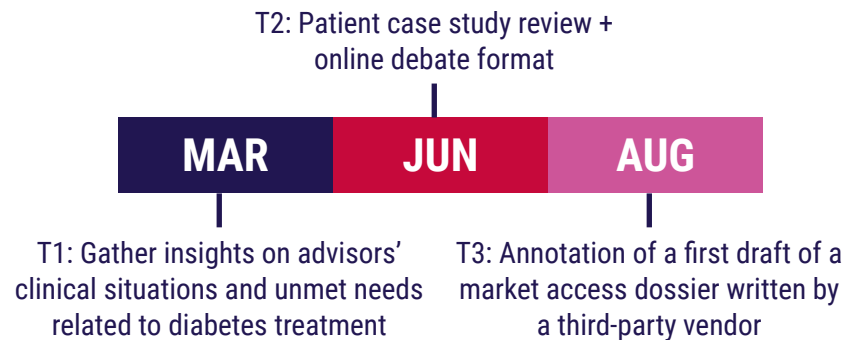 T2: Patient case study review +
online debate format
MAR
JUN
AUG
T1: Gather insights on advisors’
clinical situations and unmet needs
related to diabetes treatment
T3: Annotation of a first draft of a
market access dossier written by
a third-party vendor